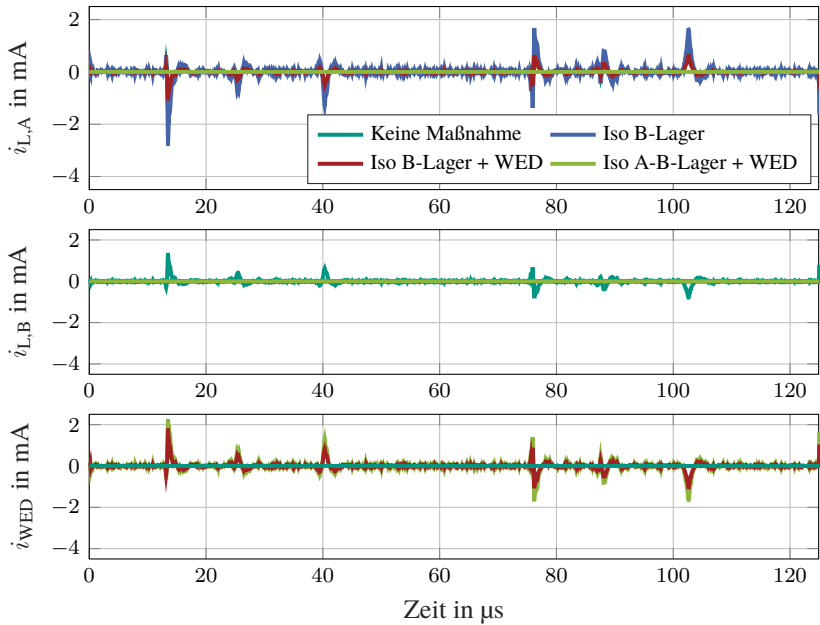 2
0
−2
−4
i_L,A in mA
Keine Maßnahme Iso B-Lager
Iso B-Lager + WED Iso A-B-Lager + WED
0 20 40 60 80 100 120
2
0
−2
−4
i_L,B in mA
0 20 40 60 80 100 120
2
0
−2
−4
i_WED in mA
0 20 40 60 80 100 120
Zeit in µs